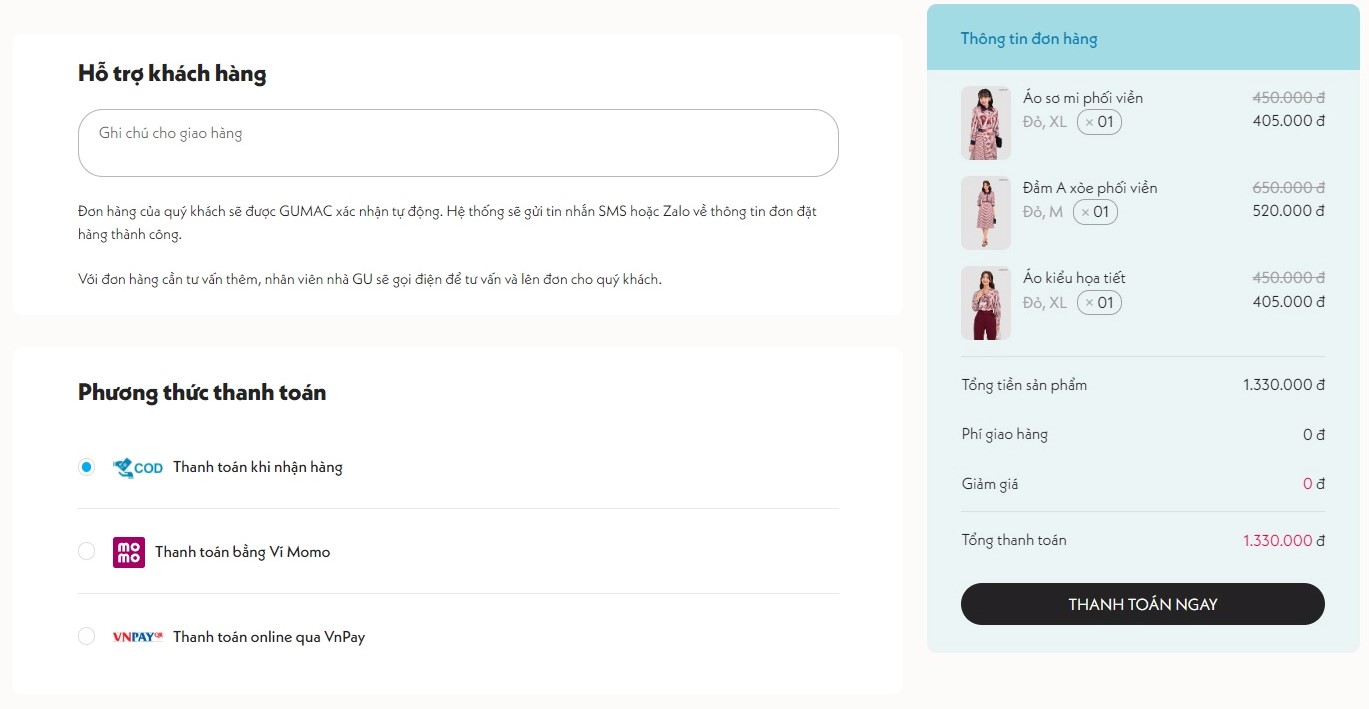 Hỗ trợ khách hàng
Ghi chú cho giao hàng
Đơn hàng của quý khách sẽ được GUMAC xác nhận tự động. Hệ thống sẽ gửi tin nhắn SMS hoặc Zalo về thông tin đơn đặt
hàng thành công.
Với đơn hàng cần tư vấn thêm, nhân viên nhà GU sẽ gọi điện để tư vấn và lên đơn cho quý khách.
Phương thức thanh toán
COD Thanh toán khi nhận hàng
mo
mo
Thanh toán bằng Ví Momo
VNPAY QR Thanh toán online qua VnPay
Thông tin đơn hàng
Áo sơ mi phối viền 450.000 đ
Đỏ, XL × 01 405.000 đ
Đầm A xòe phối viền 650.000 đ
Đỏ, M × 01 520.000 đ
Áo kiểu họa tiết 450.000 đ
Đỏ, XL × 01 405.000 đ
Tổng tiền sản phẩm 1.330.000 đ
Phí giao hàng 0 đ
Giảm giá 0 đ
Tổng thanh toán 1.330.000 đ
THANH TOÁN NGAY